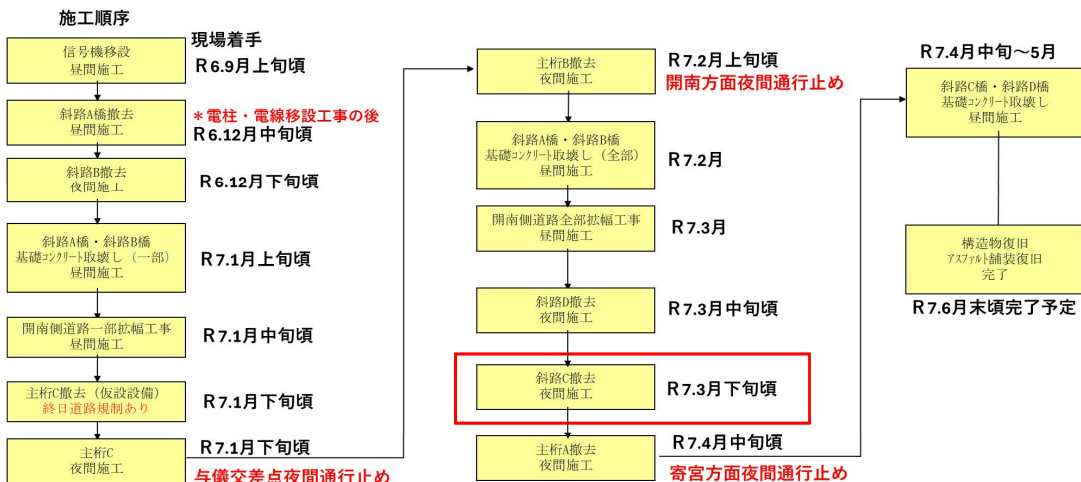 施工順序
信号機移設
昼間施工
現場着手
R6.9月上旬頃
斜路A橋撤去
昼間施工
＊電柱・電線移設工事の後
R6.12月中旬頃
斜路B撤去
夜間施工
R6.12月下旬頃
斜路A橋・斜路B橋
基礎コンクリート取壊し（一部）
昼間施工
R7.1月上旬頃
開南側道路一部拡幅工事
昼間施工
R7.1月中旬頃
主桁C撤去（仮設設備）
終日道路規制あり
R7.1月下旬頃
主桁C
夜間施工
R7.1月下旬頃
与儀交差点夜間通行止め
主桁B撤去
夜間施工
R7.2月上旬頃
開南方面夜間通行止め
斜路A橋・斜路B橋
基礎コンクリート取壊し（全部）
昼間施工
R7.2月
開南側道路全部拡幅工事
昼間施工
R7.3月
斜路D撤去
夜間施工
R7.3月中旬頃
斜路C撤去
夜間施工
R7.3月下旬頃
主桁A撤去
夜間施工
R7.4月中旬頃
寄宮方面夜間通行止め
R7.4月中旬～5月
斜路C橋・斜路D橋
基礎コンクリート取壊し
昼間施工
構造物復旧
アスファルト舗装復旧
完了
R7.6月末頃完了予定